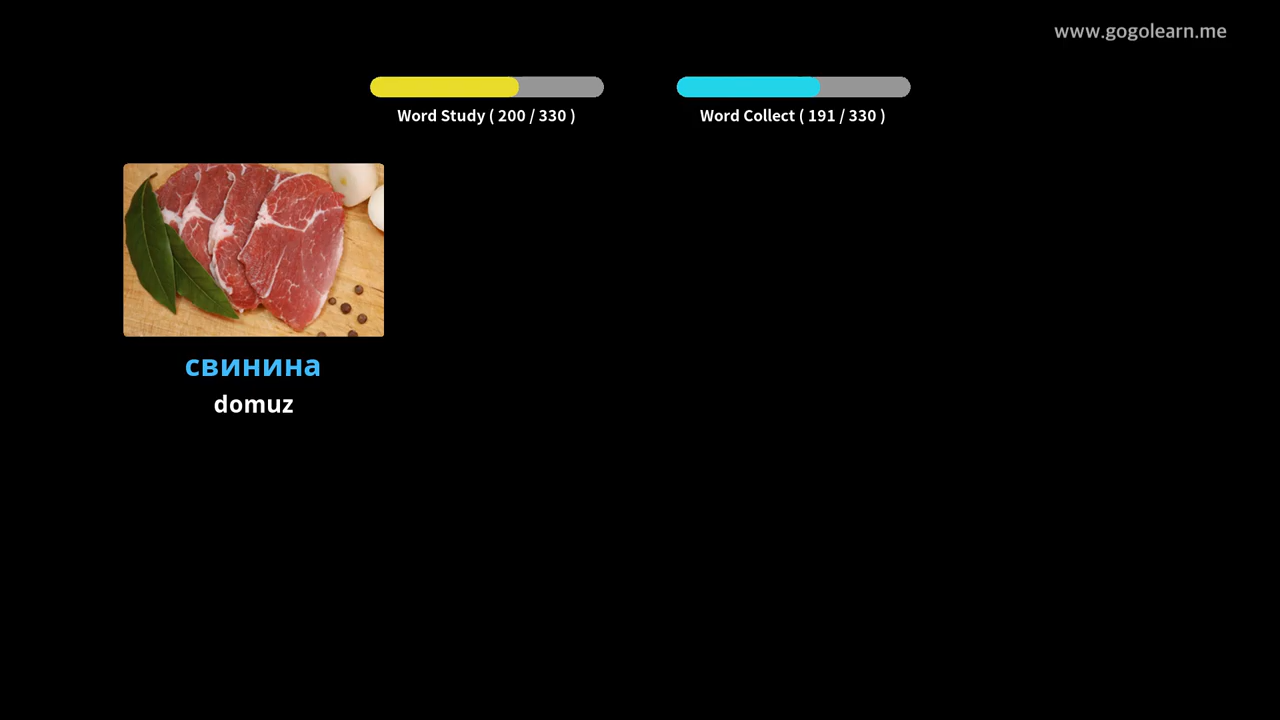 www.gogolearn.me
Word Study ( 200 / 330 )
Word Collect ( 191 / 330 )
свинина
domuz